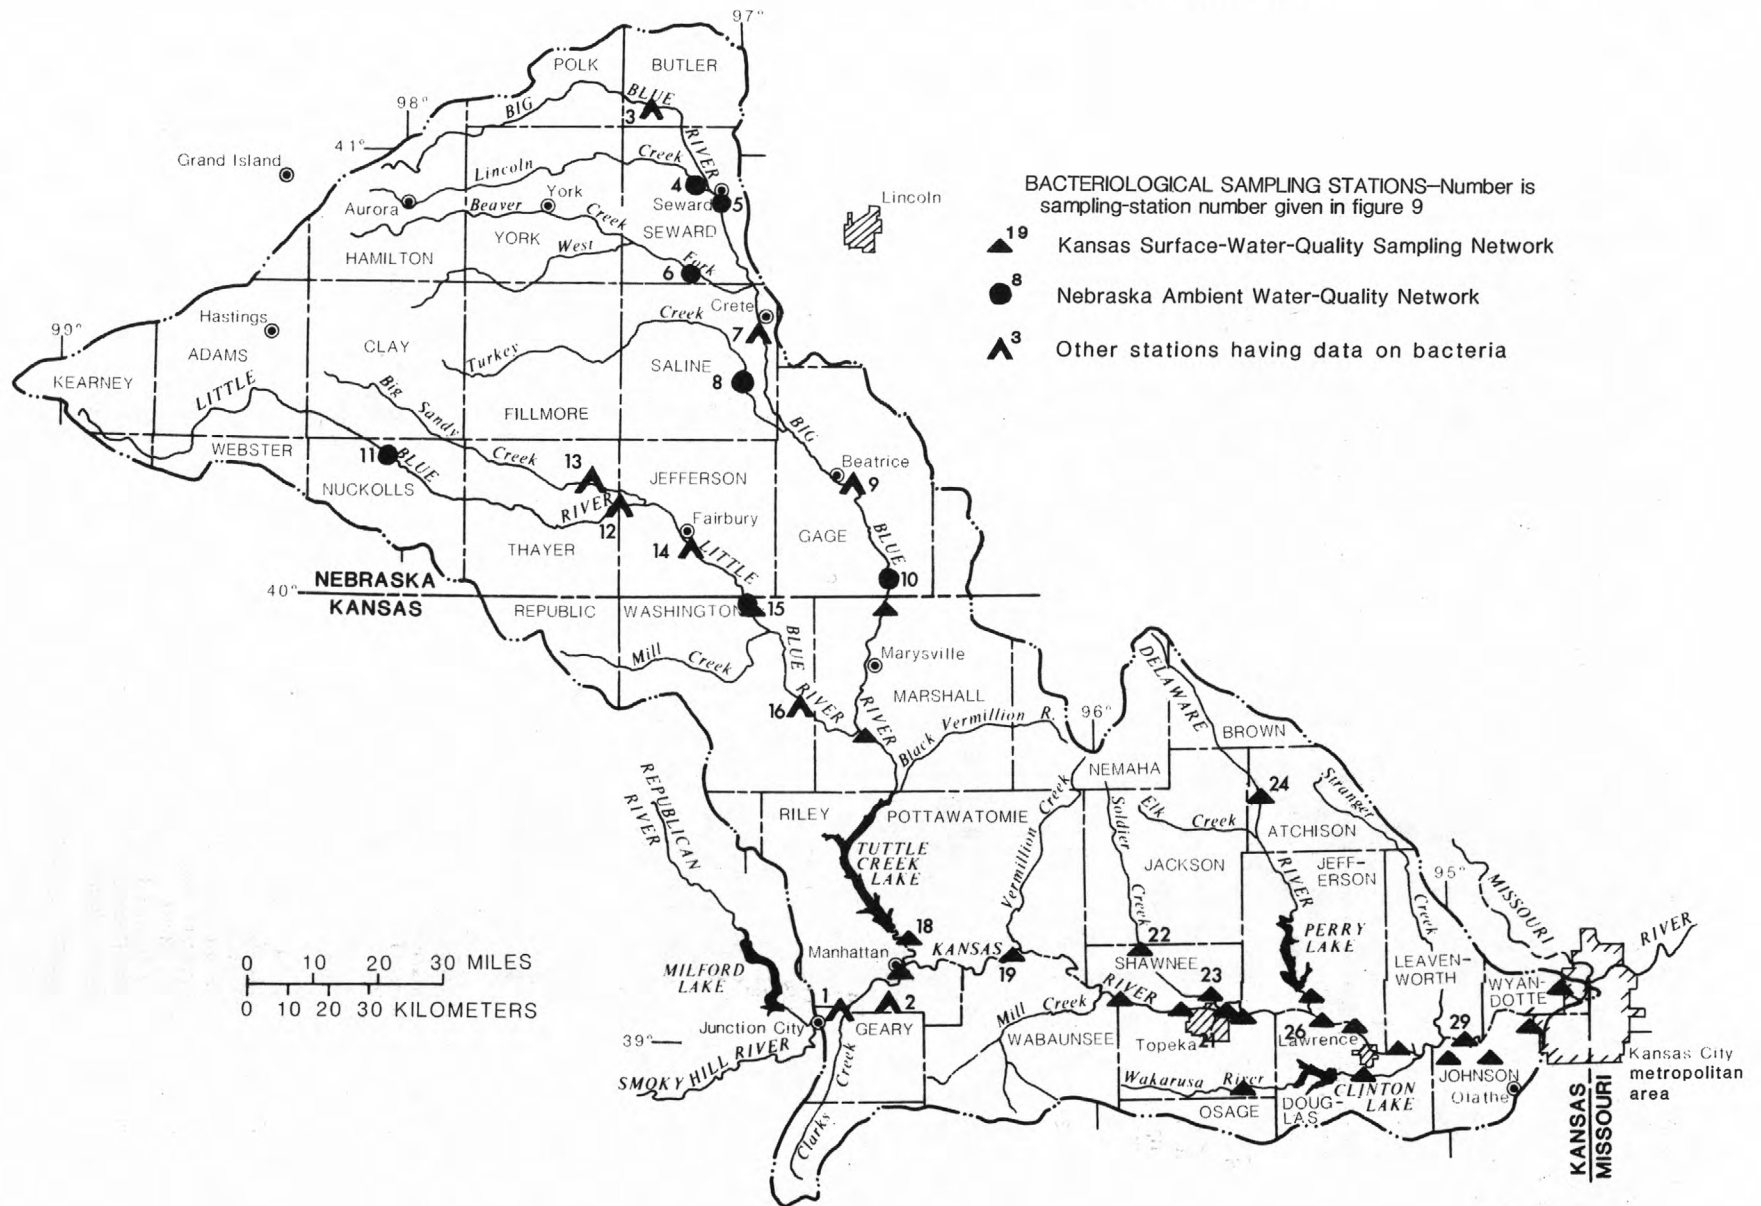 97°
POLK
BUTLER
BIG
BLUE
3
98°
RIVER
41°
Grand Island
Lincoln
Creek
4
York
Aurora
Seward
5
Beaver
Creek
SEWARD
YORK
West
Fork
HAMILTON
6
Lincoln
BACTERIOLOGICAL SAMPLING STATIONS—Number is
sampling-station number given in figure 9
19
Kansas Surface-Water-Quality Sampling Network
8
Nebraska Ambient Water-Quality Network
3
Other stations having data on bacteria
Crete
Hastings
Creek
7
99°
ADAMS
CLAY
Turkey
SALINE
KEARNEY
8
LITTLE
Big
Sandy
FILLMORE
BIG
WEBSTER
11
BLUE
Creek
13
Beatrice
JEFFERSON
9
NUCKOLLS
RIVER
12
Fairbury
THAYER
14
LITTLE
GAGE
BLUE
NEBRASKA
10
40°
KANSAS
REPUBLIC
WASHINGTON
15
BLUE
Mill
Creek
Marysville
MARSHALL
16
RIVER
RIVER
Black
Vermillion R.
96°
DELAWARE
BROWN
REPUBLICAN
RIVER
NEMAHA
24
Stranger
RILEY
POTTAWATOMIE
Creek
Soldier
Elk
Creek
ATCHISON
TUTTLE
CREEK
LAKE
Vermillion
JACKSON
RIVER
JEFF-
ERSON
95°
MISSOURI
Creek
Creek
18
Manhattan
KANSAS
22
PERRY
LAKE
RIVER
0 10 20 30 MILES
0 10 20 30 KILOMETERS
MILFORD
LAKE
19
SHAWNEE
23
LEAVEN-
WORTH
WYAN-
DOTTE
1
2
Mill Creek
RIVER
Junction City
GEARY
26
29
39°
WABAUNSEE
Topeka
21
Lawrence
Kansas City
metropolitan
area
SMOKY HILL RIVER
Creek
Wakarusa River
CLINTON
LAKE
JOHNSON
Olathe
OSAGE
DOUG-
LAS
Clarks
KANSAS
MISSOURI